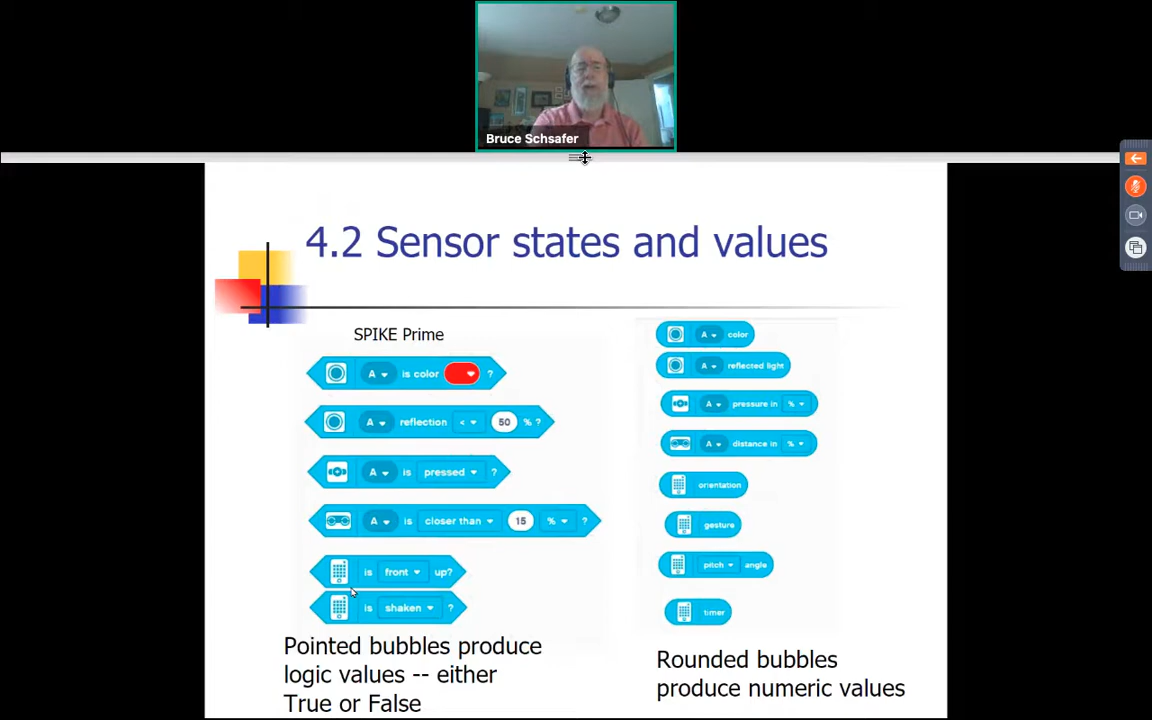 Bruce Schsafer
4.2 Sensor states and values
SPIKE Prime
A is color ?
A reflection < 50 % ?
A is pressed ?
A is closer than 15 % ?
is front up?
is shaken ?
Pointed bubbles produce
logic values -- either
True or False
A color
A reflected light
A pressure in %
A distance in %
orientation
gesture
pitch angle
timer
Rounded bubbles
produce numeric values